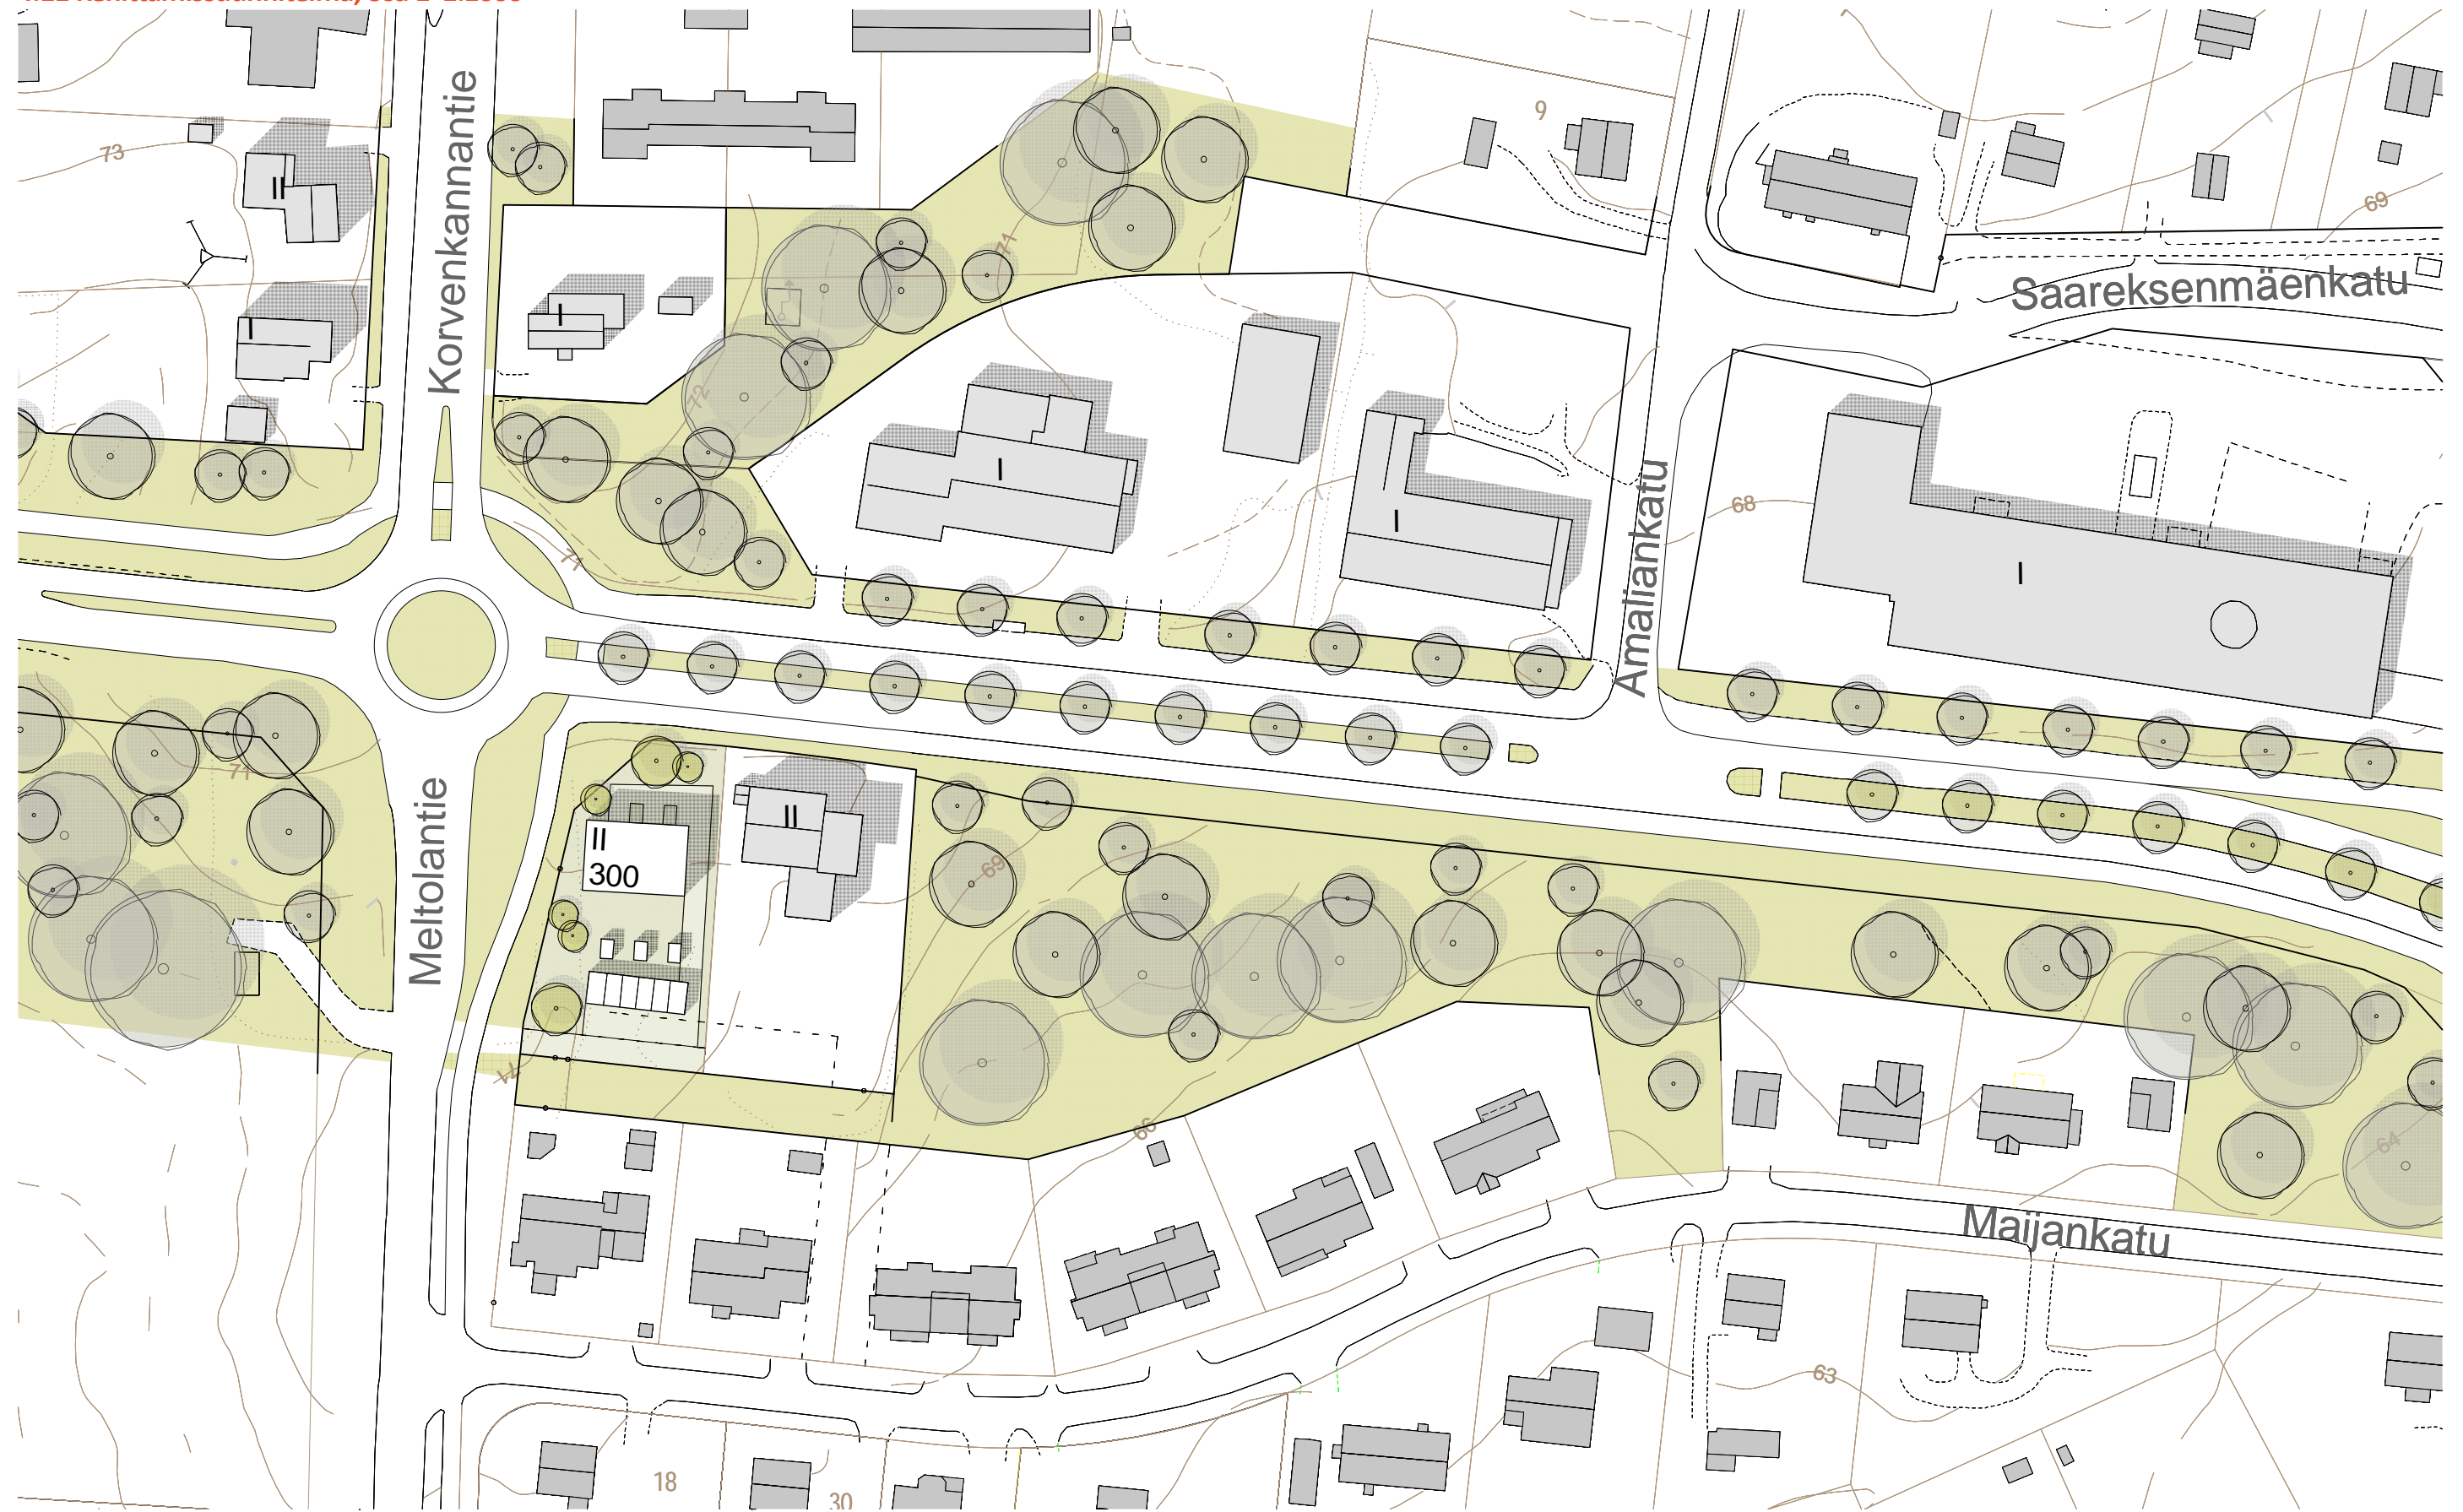 73
II
I
Korvenkannantie
I
71
72
9
69
Saareksenmäenkatu
I
I
Amaliankatu
68
I
71
71
Meltolantie
II
300
II
69
71
66
64
Maijankatu
63
18
30